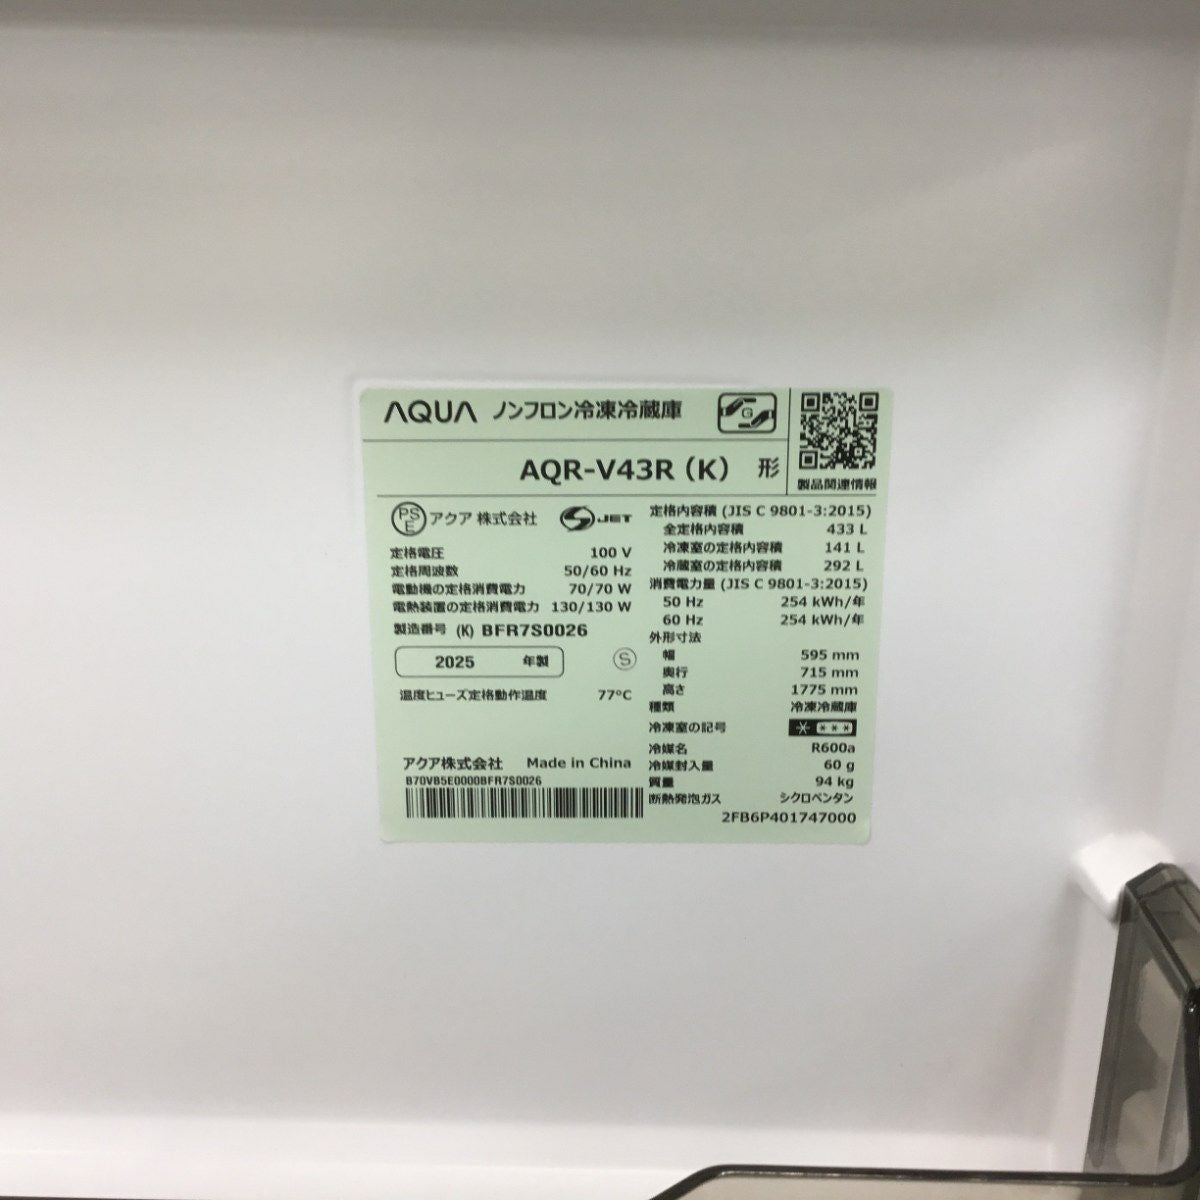 AQUA ノンフロン冷凍冷蔵庫
G
AQR-V43R (K) 形
製品関連情報
PSE アクア 株式会社 S-JET
定格電圧 100 V
定格周波数 50/60 Hz
電動機の定格消費電力 70/70 W
電熱装置の定格消費電力 130/130 W
製造番号 (K) BFR7S0026
2025 年製 S
温度ヒューズ定格動作温度 77°C
アクア株式会社 Made in China
B70VB5E0000BFR7S0026
定格内容積 (JIS C 9801-3:2015)
全定格内容積 433 L
冷凍室の定格内容積 141 L
冷蔵室の定格内容積 292 L
消費電力量 (JIS C 9801-3:2015)
50 Hz 254 kWh/年
60 Hz 254 kWh/年
外形寸法
幅 595 mm
奥行 715 mm
高さ 1775 mm
種類 冷凍冷蔵庫
冷凍室の記号
冷媒名 R600a
冷媒封入量 60 g
質量 94 kg
断熱発泡ガス シクロペンタン
2FB6P401747000